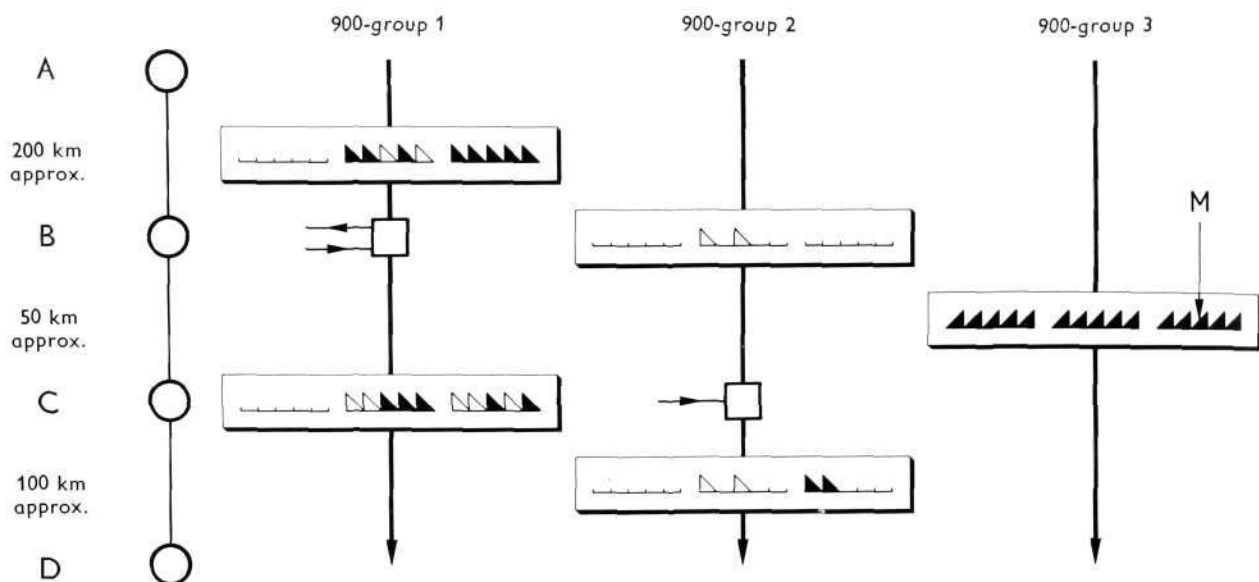 900-group 1
900-group 2
900-group 3
A
200 km
approx.
B
M
50 km
approx.
C
100 km
approx.
D